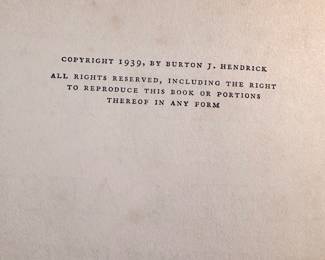 COPYRIGHT 1939, BY BURTON J. HENDRICK
ALL RIGHTS RESERVED, INCLUDING THE RIGHT
TO REPRODUCE THIS BOOK OR PORTIONS
THEREOF IN ANY FORM